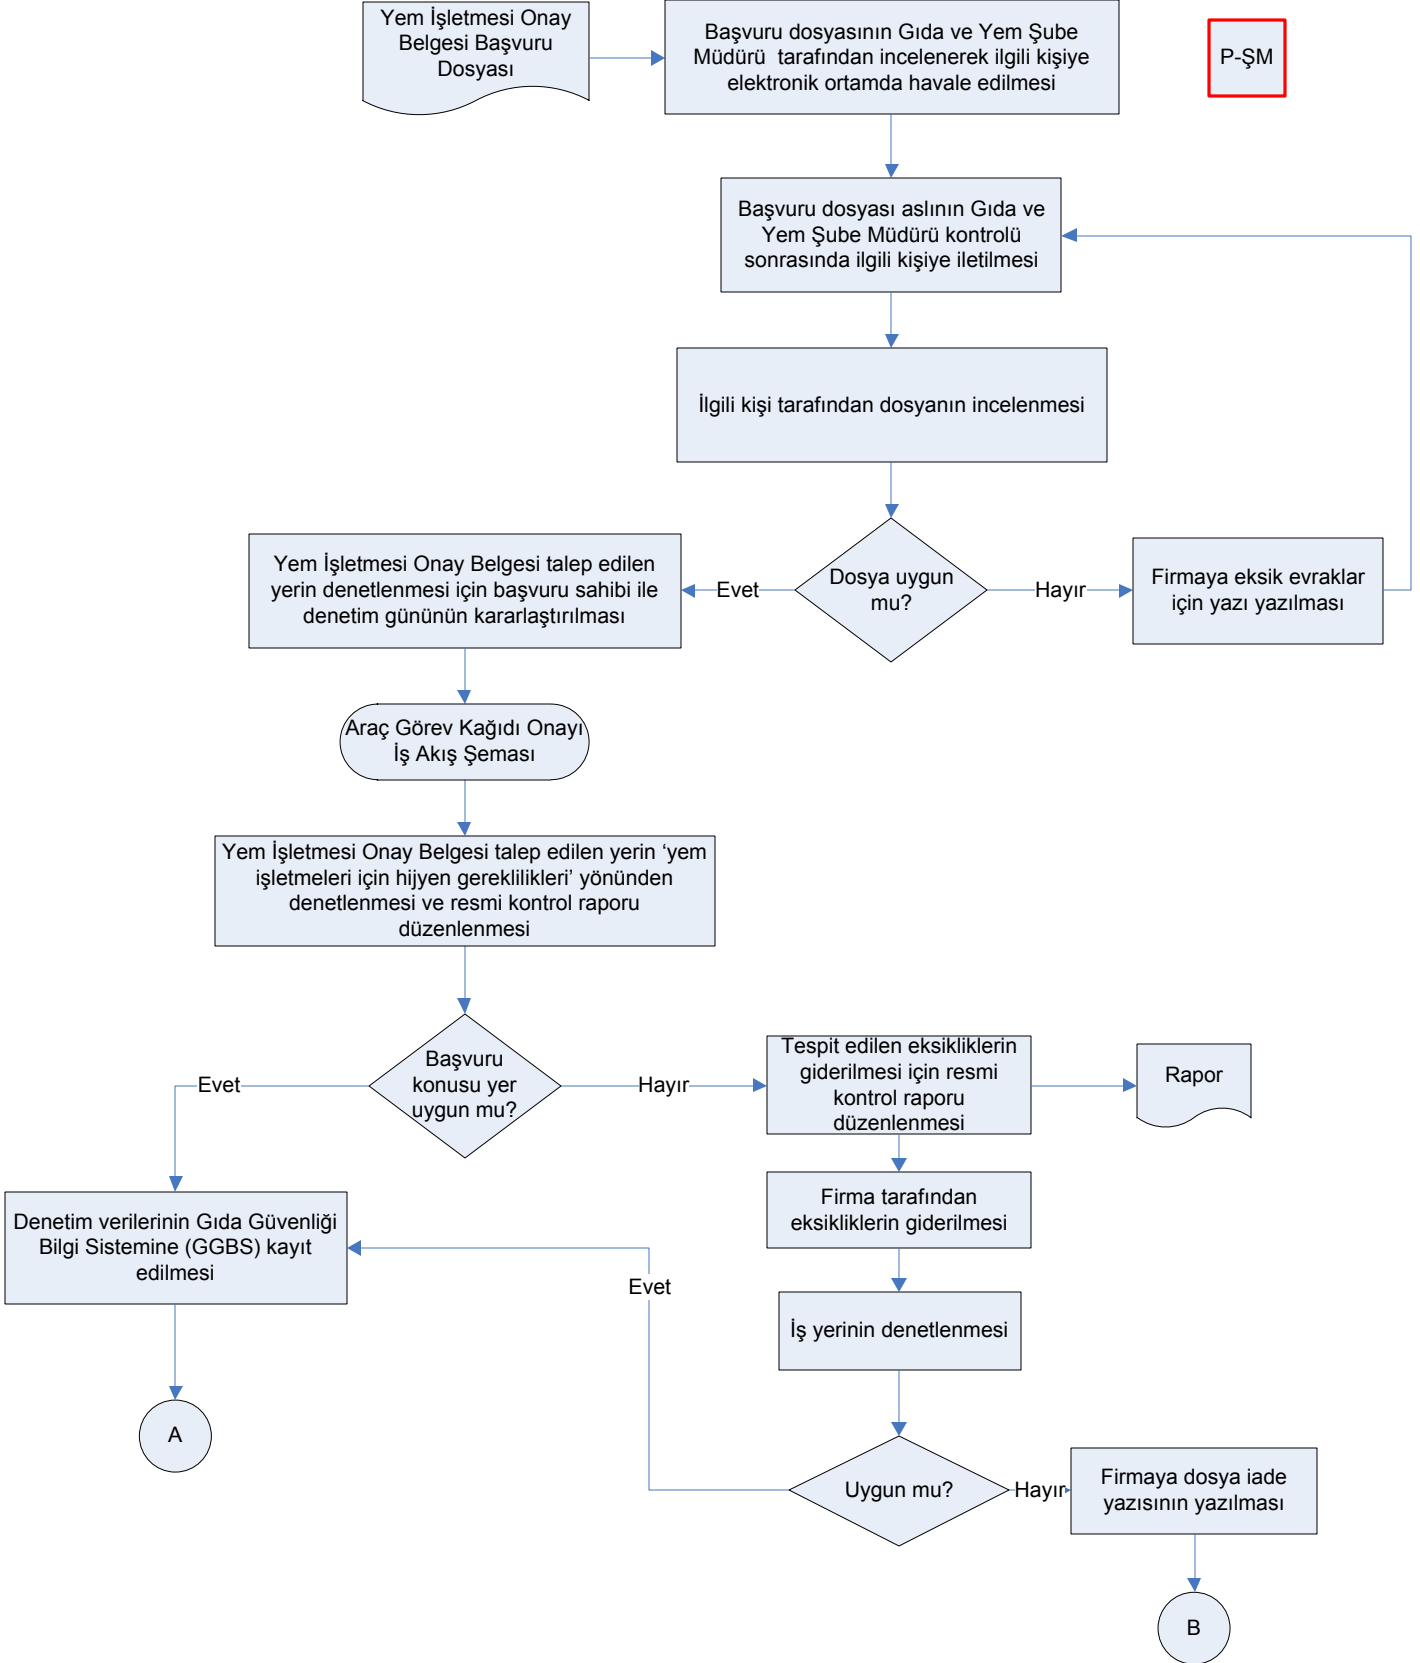 Yem İşletmesi Onay
Belgesi Başvuru
Dosyası
Başvuru dosyasının Gıda ve Yem Şube
Müdürü  tarafından incelenerek ilgili kişiye
elektronik ortamda havale edilmesi
P-ŞM
Başvuru dosyası aslının Gıda ve
Yem Şube Müdürü kontrolü
sonrasında ilgili kişiye iletilmesi
İlgili kişi tarafından dosyanın incelenmesi
Dosya uygun
mu?
Evet
Hayır
Yem İşletmesi Onay Belgesi talep edilen
yerin denetlenmesi için başvuru sahibi ile
denetim gününün kararlaştırılması
Firmaya eksik evraklar
için yazı yazılması
Araç Görev Kağıdı Onayı
İş Akış Şeması
Yem İşletmesi Onay Belgesi talep edilen yerin ‘yem
işletmeleri için hijyen gereklilikleri’ yönünden
denetlenmesi ve resmi kontrol raporu
düzenlenmesi
Başvuru
konusu yer
uygun mu?
Evet
Hayır
Tespit edilen eksikliklerin
giderilmesi için resmi
kontrol raporu
düzenlenmesi
Rapor
Firma tarafından
eksikliklerin giderilmesi
Denetim verilerinin Gıda Güvenliği
Bilgi Sistemine (GGBS) kayıt
edilmesi
Evet
İş yerinin denetlenmesi
A
Uygun mu?
Hayır
Firmaya dosya iade
yazısının yazılması
B